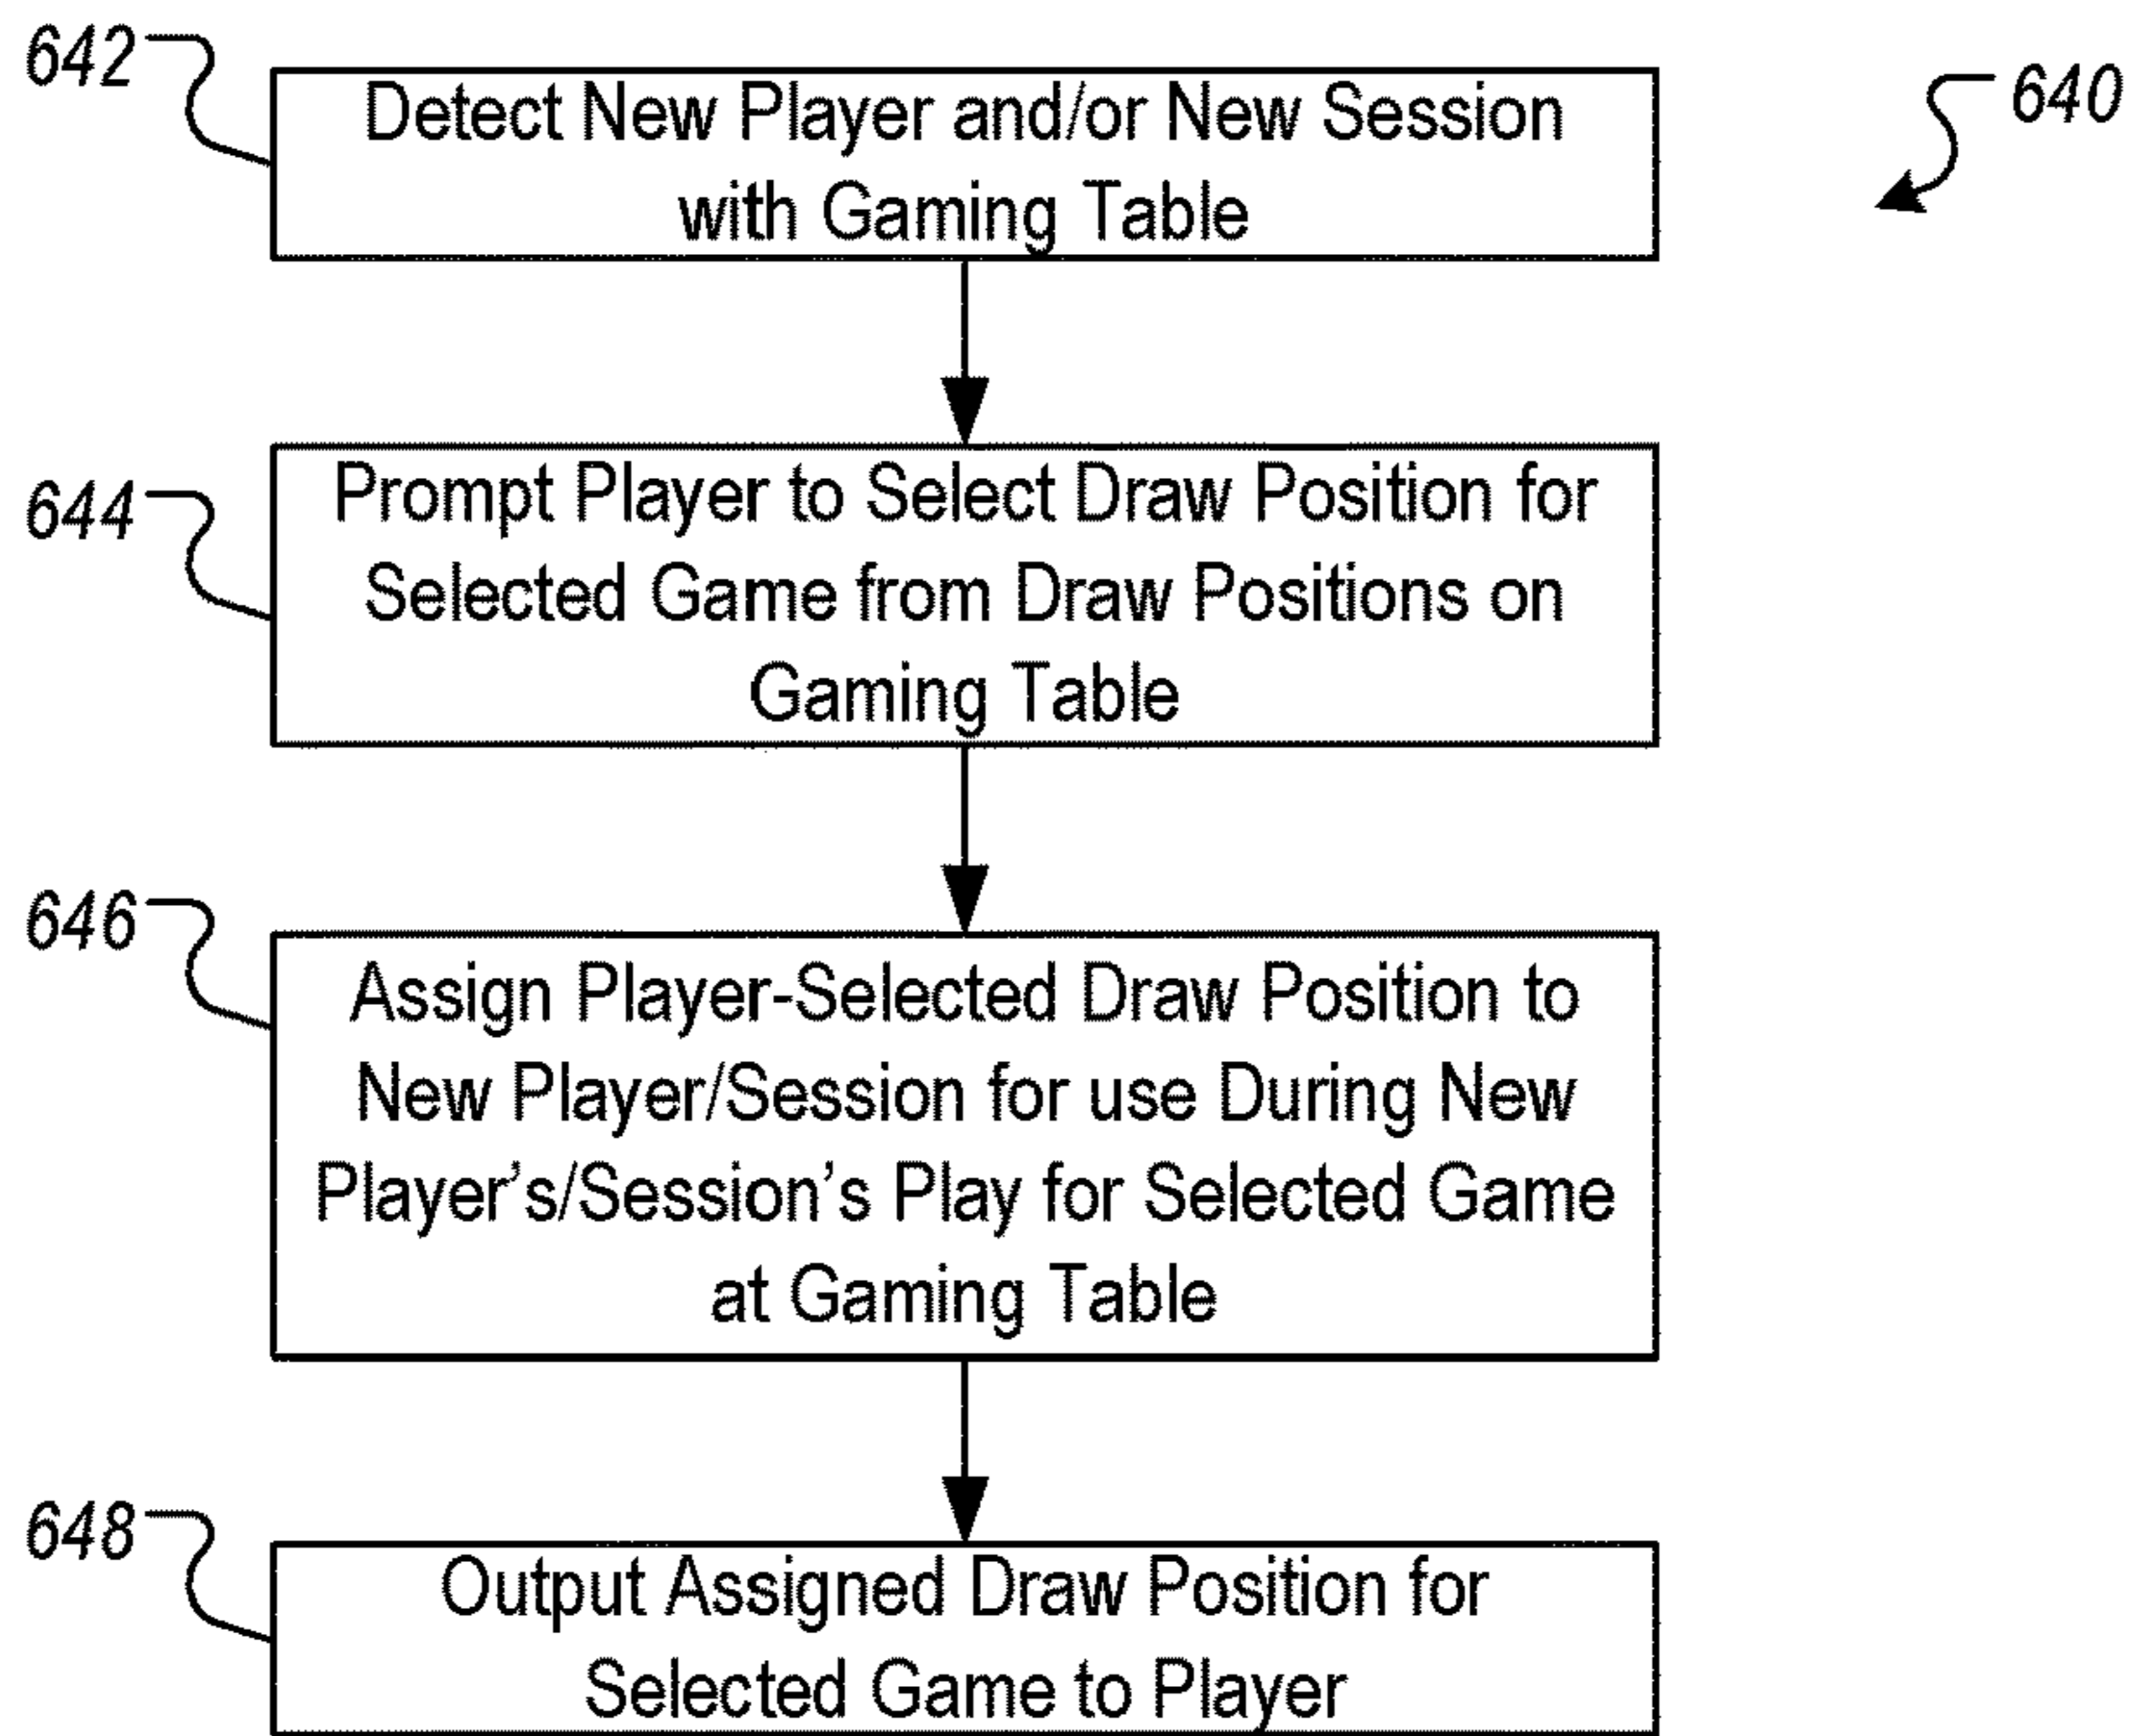 642
Detect New Player and/or New Session
with Gaming Table
640
644
Prompt Player to Select Draw Position for
Selected Game from Draw Positions on
Gaming Table
646
Assign Player-Selected Draw Position to
New Player/Session for use During New
Player’s/Session’s Play for Selected Game
at Gaming Table
648
Output Assigned Draw Position for
Selected Game to Player